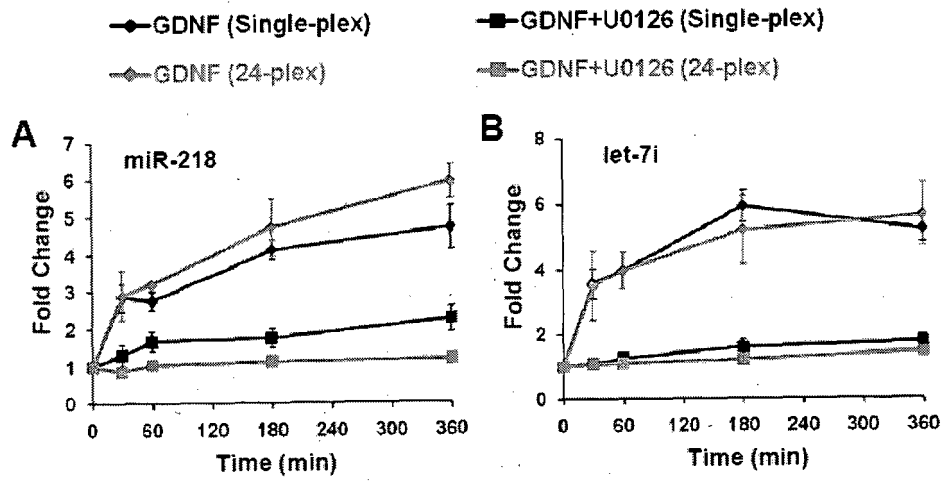 GDNF (Single-plex)
GDNF+U0126 (Single-plex)
GDNF (24-plex)
GDNF+U0126 (24-plex)
A
miR-218
7
6
5
4
3
2
1
0
Fold Change
0 60 120 180 240 300 360
Time (min)
B
let-7i
8
6
4
2
0
Fold Change
0 60 120 180 240 300 360
Time (min)